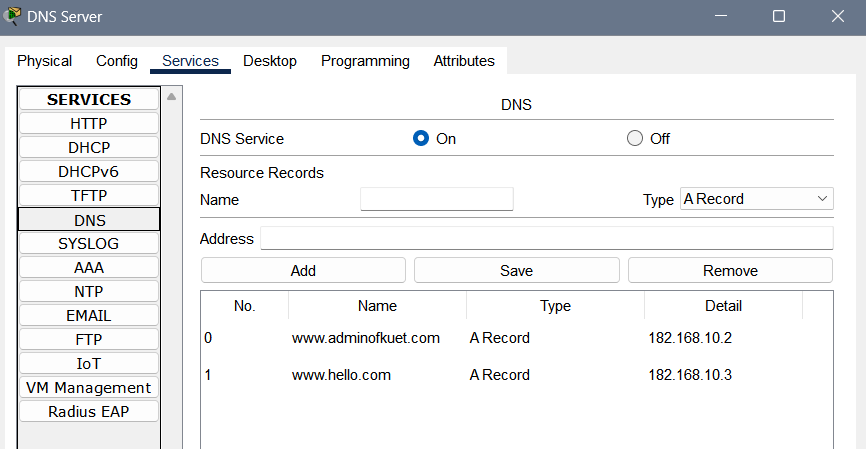 DNS Server
Physical Config Services Desktop Programming Attributes
SERVICES
HTTP
DHCP
DHCPv6
TFTP
DNS
SYSLOG
AAA
NTP
EMAIL
FTP
IoT
VM Management
Radius EAP
DNS
DNS Service On Off
Resource Records
Name Type A Record
Address
Add Save Remove
No. Name Type Detail
0 www.adminofkuet.com A Record 182.168.10.2
1 www.hello.com A Record 182.168.10.3